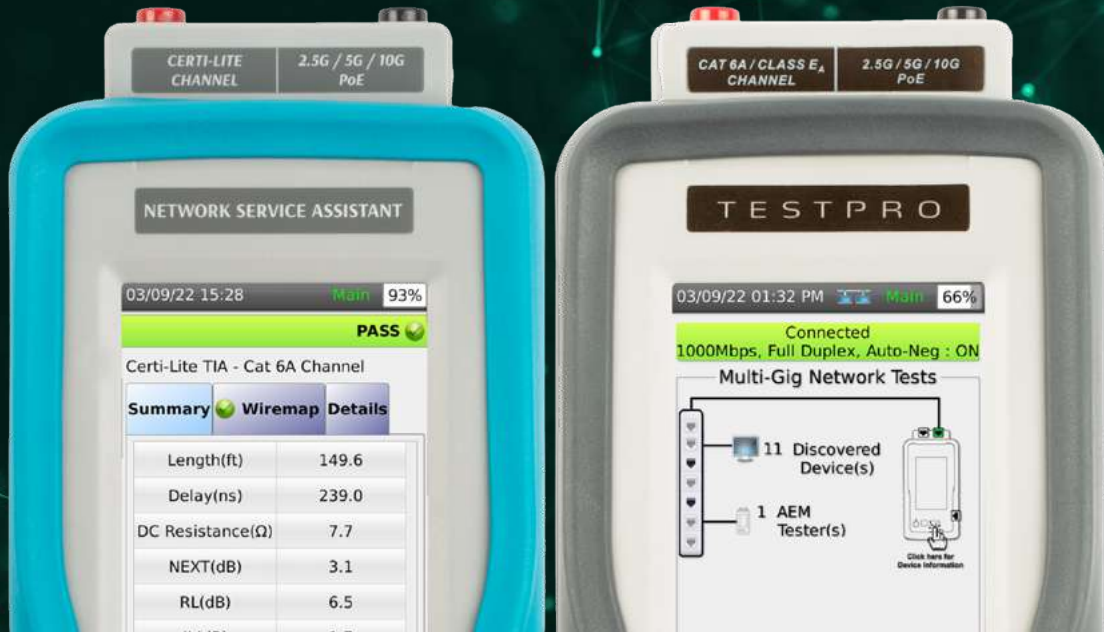 CERTI-LITE
CHANNEL
2.5G / 5G / 10G
PoE
NETWORK SERVICE ASSISTANT
03/09/22 15:28 Main 93%
PASS
Certi-Lite TIA - Cat 6A Channel
Summary Wiremap Details
Length(ft) 149.6
Delay(ns) 239.0
DC Resistance(Ω) 7.7
NEXT(dB) 3.1
RL(dB) 6.5
CAT 6A / CLASS EA
CHANNEL
2.5G / 5G / 10G
PoE
TESTPRO
03/09/22 01:32 PM Main 66%
Connected
1000Mbps, Full Duplex, Auto-Neg : ON
Multi-Gig Network Tests
11 Discovered
Device(s)
1 AEM
Tester(s)
Click here for
Device Information